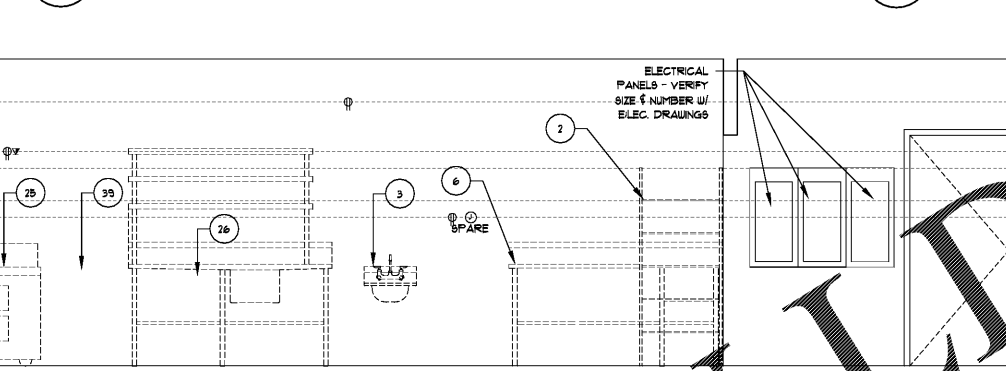 ELECTRICAL
PANELS - VERIFY
SIZE & NUMBER W/
ELEC. DRAWINGS
2
25
39
3
6
26
SPARE